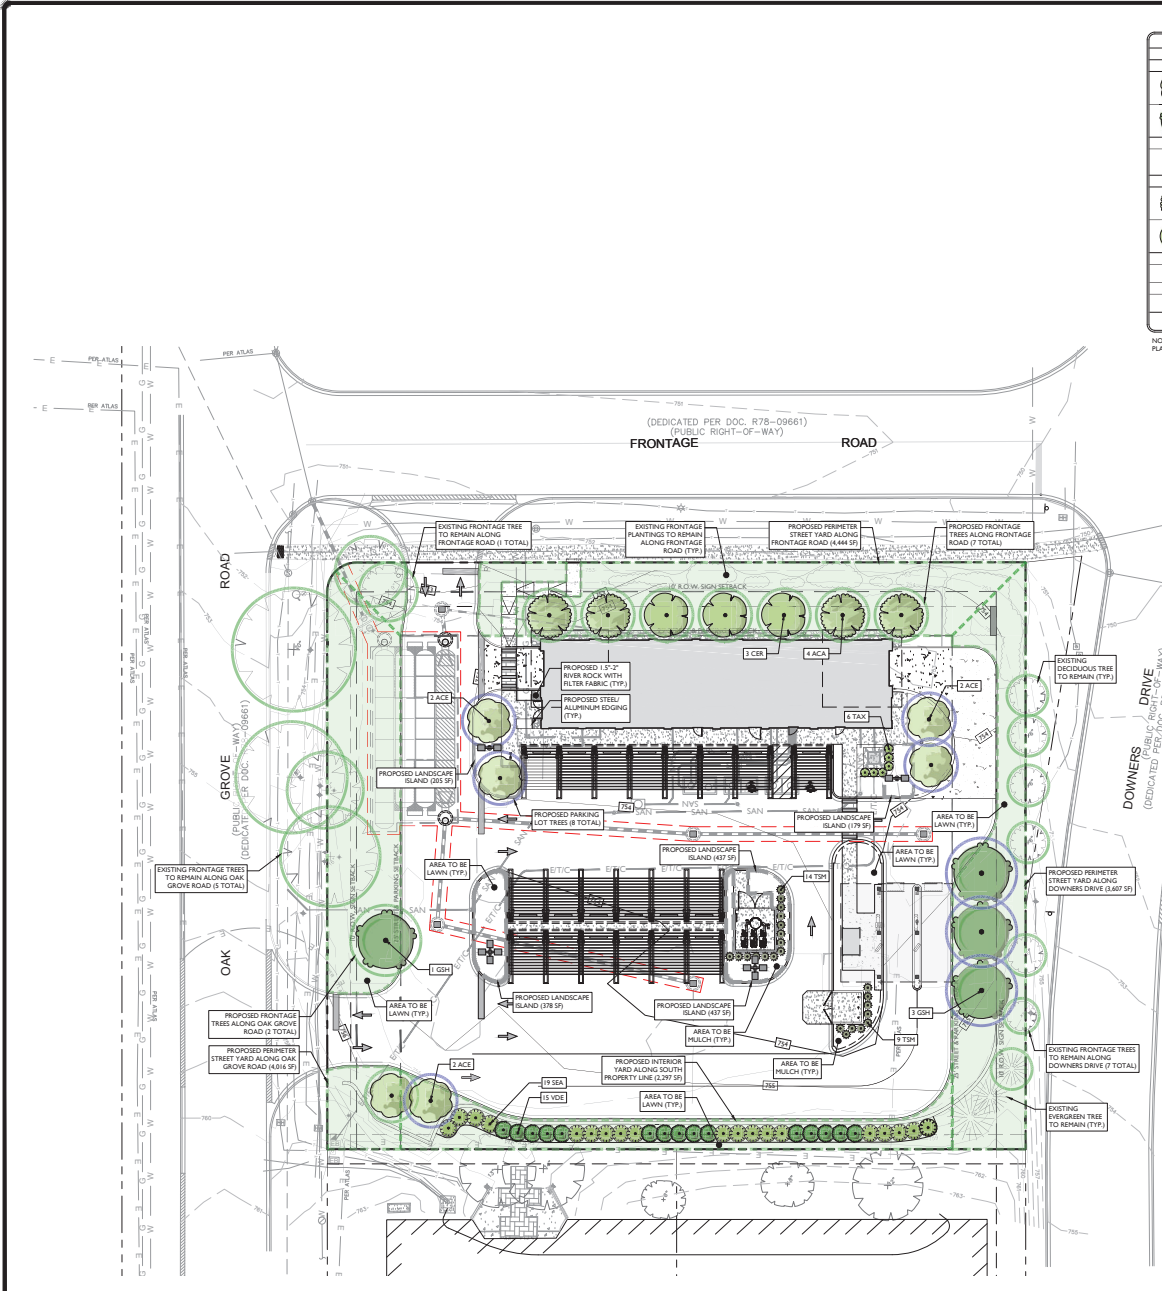 NO
PLA
PER ATLAS
PER ATLAS
PER ATLAS
(DEDICATED PER DOC. R78-09661)
(PUBLIC RIGHT-OF-WAY)
FRONTAGE ROAD
EXISTING FRONTAGE TREE
TO REMAIN ALONG
FRONTAGE ROAD (1 TOTAL)
EXISTING FRONTAGE
PLANTINGS TO REMAIN
ALONG FRONTAGE
ROAD (TYP.)
PROPOSED PERIMETER
STREET YARD ALONG
FRONTAGE ROAD (4,444 SF)
PROPOSED FRONTAGE
TREES ALONG FRONTAGE
ROAD (7 TOTAL)
10' R.O.W. SIGN SETBACK
3 CER
4 ACA
PROPOSED 1.5"-2"
RIVER ROCK WITH
FILTER FABRIC (TYP.)
PROPOSED STEEL/
ALUMINUM EDGING
(TYP.)
EXISTING
DECIDUOUS TREE
TO REMAIN (TYP.)
2 ACE
2 ACE
6 TAX
PROPOSED LANDSCAPE
ISLAND (205 SF)
PROPOSED PARKING
LOT TREES (8 TOTAL)
PROPOSED LANDSCAPE
ISLAND (179 SF)
AREA TO BE
LAWN (TYP.)
AREA TO BE
LAWN (TYP.)
PROPOSED LANDSCAPE
ISLAND (437 SF)
AREA TO BE
LAWN (TYP.)
14 TSM
EXISTING FRONTAGE TREES
TO REMAIN ALONG OAK
GROVE ROAD (5 TOTAL)
PROPOSED PERIMETER
STREET YARD ALONG
DOWNERS DRIVE (3,607 SF)
OAK GROVE ROAD
DOWNERS DRIVE
1 GSH
AREA TO BE
LAWN (TYP.)
PROPOSED LANDSCAPE
ISLAND (378 SF)
PROPOSED LANDSCAPE
ISLAND (437 SF)
3 GSH
PROPOSED FRONTAGE
TREES ALONG OAK GROVE
ROAD (2 TOTAL)
AREA TO BE
MULCH (TYP.)
9 TSM
PROPOSED PERIMETER
STREET YARD ALONG OAK
GROVE ROAD (4,016 SF)
2 ACE
PROPOSED INTERIOR
YARD ALONG SOUTH
PROPERTY LINE (2,297 SF)
AREA TO BE
MULCH (TYP.)
EXISTING FRONTAGE TREES
TO REMAIN ALONG
DOWNERS DRIVE (7 TOTAL)
19 SEA
15 VDE
AREA TO BE
LAWN (TYP.)
EXISTING
EVERGREEN TREE
TO REMAIN (TYP.)